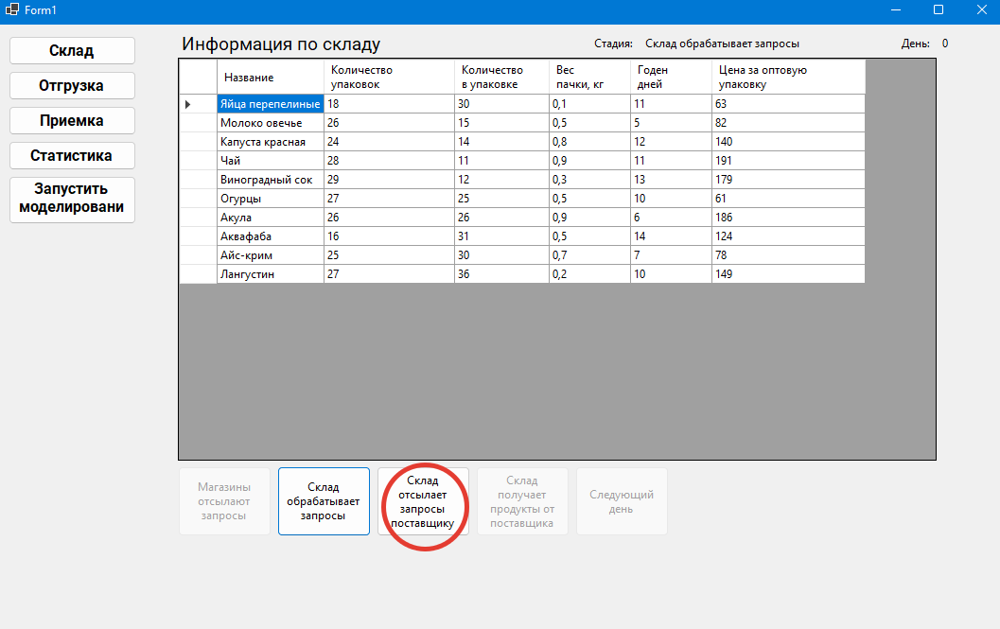 Form1
Склад
Отгрузка
Приемка
Статистика
Запустить
моделировани
Информация по складу
Стадия: Склад обрабатывает запросы
День: 0
Название Количество упаковок Количество в упаковке Вес пачки, кг Годен дней Цена за оптовую упаковку
Яйца перепелиные 18 30 0,1 11 63
Молоко овечье 26 15 0,5 5 82
Капуста красная 24 14 0,8 12 140
Чай 28 11 0,9 11 191
Виноградный сок 29 12 0,3 13 179
Огурцы 27 25 0,5 10 61
Акула 26 26 0,9 6 186
Аквафаба 16 31 0,5 14 124
Айс-крим 25 30 0,7 7 78
Лангустин 27 36 0,2 10 149
Магазины
отсылают
запросы
Склад
обрабатывает
запросы
Склад
отсылает
запросы
поставщику
Склад
получает
продукты от
поставщика
Следующий
день